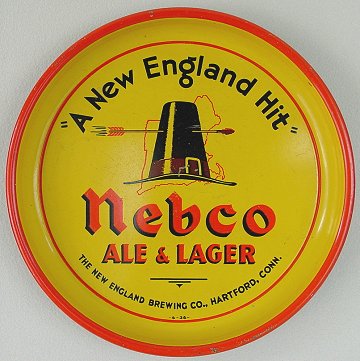 "A New England Hit"
Nebco
ALE & LAGER
THE NEW ENGLAND BREWING CO., HARTFORD, CONN.